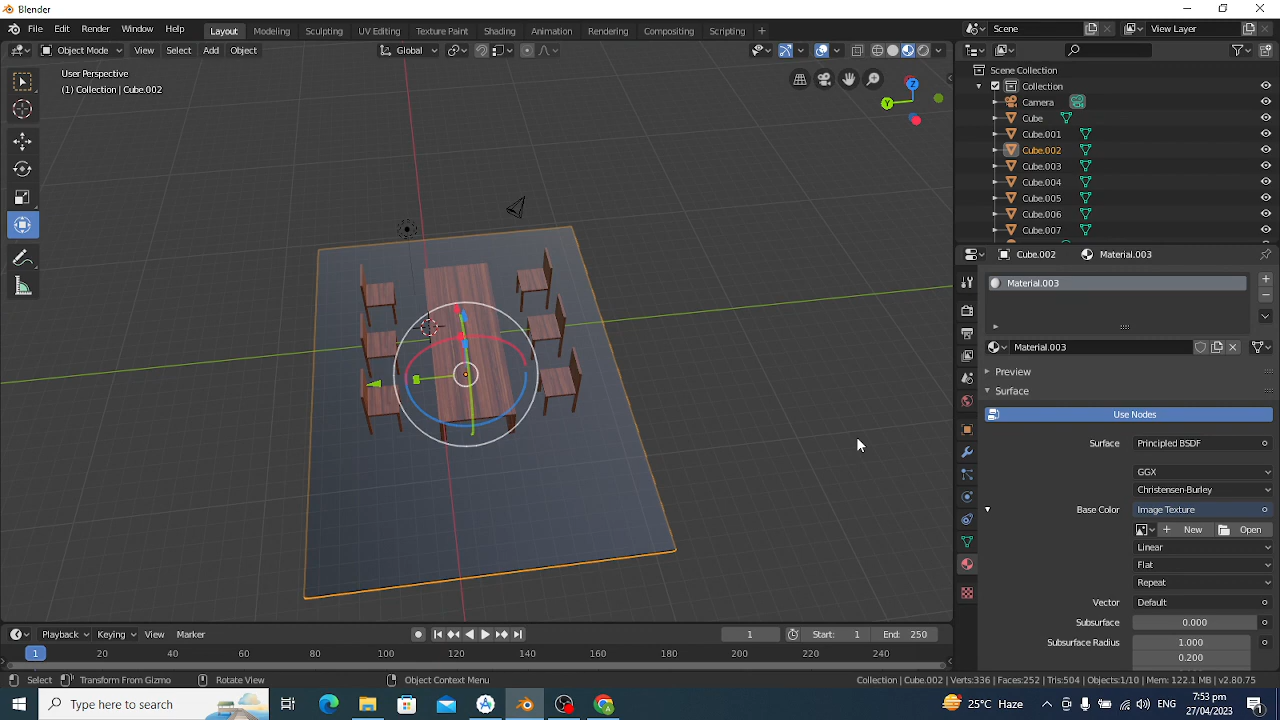 Blender
File Edit Render Window Help Layout Modeling Sculpting UV Editing Texture Paint Shading Animation Rendering Compositing Scripting + Scene View Layer
Object Mode View Select Add Object Global
User Perspective
(1) Collection | Cube.002
Z
Y
Scene Collection
Collection
Camera
Cube
Cube.001
Cube.002
Cube.003
Cube.004
Cube.005
Cube.006
Cube.007
Cube.002 Material.003
Material.003
Material.003
Preview
Surface
Use Nodes
Surface Principled BSDF
GGX
Christensen-Burley
Base Color Image Texture
New Open
Linear
Flat
Repeat
Vector Default
Subsurface 0.000
Subsurface Radius 1.000
0.200
Playback Keying View Marker 1 Start: 1 End: 250
1 20 40 60 80 100 120 140 160 180 200 220 240
Select Transform From Gizmo Rotate View Object Context Menu Collection | Cube.002 | Verts:336 | Faces:252 | Tris:504 | Objects:1/10 | Mem: 122.1 MB | v2.80.75
Type here to search 25°C Haze ENG 7:53 pm
27/04/2023